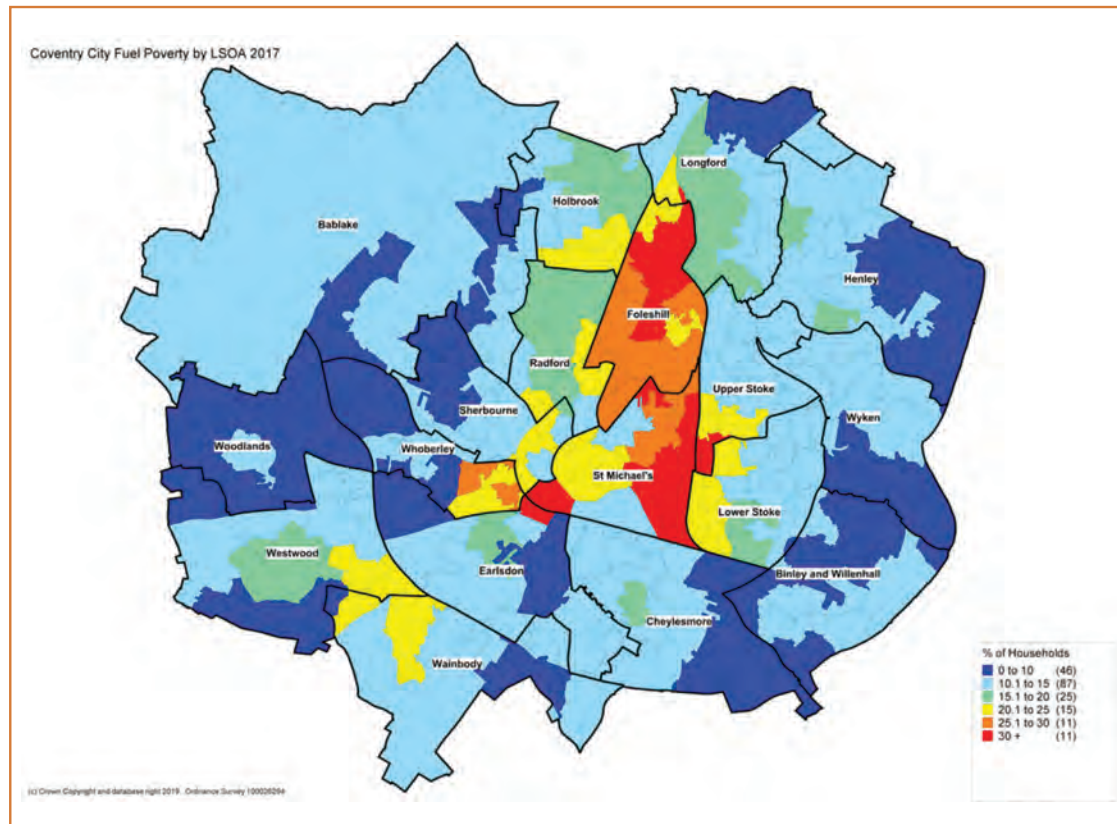 Coventry City Fuel Poverty by LSOA 2017
Longford
Holbrook
Bablake
Henley
Foleshill
Radford
Upper Stoke
Sherbourne
Wyken
Woodlands
Whoberley
St Michael's
Lower Stoke
Westwood
Earlsdon
Binley and Willenhall
Cheylesmore
Wainbody
% of Households
0 to 10 (46)
10.1 to 15 (87)
15.1 to 20 (25)
20.1 to 25 (15)
25.1 to 30 (11)
30 + (11)
(c) Crown Copyright and database right 2019. Ordnance Survey